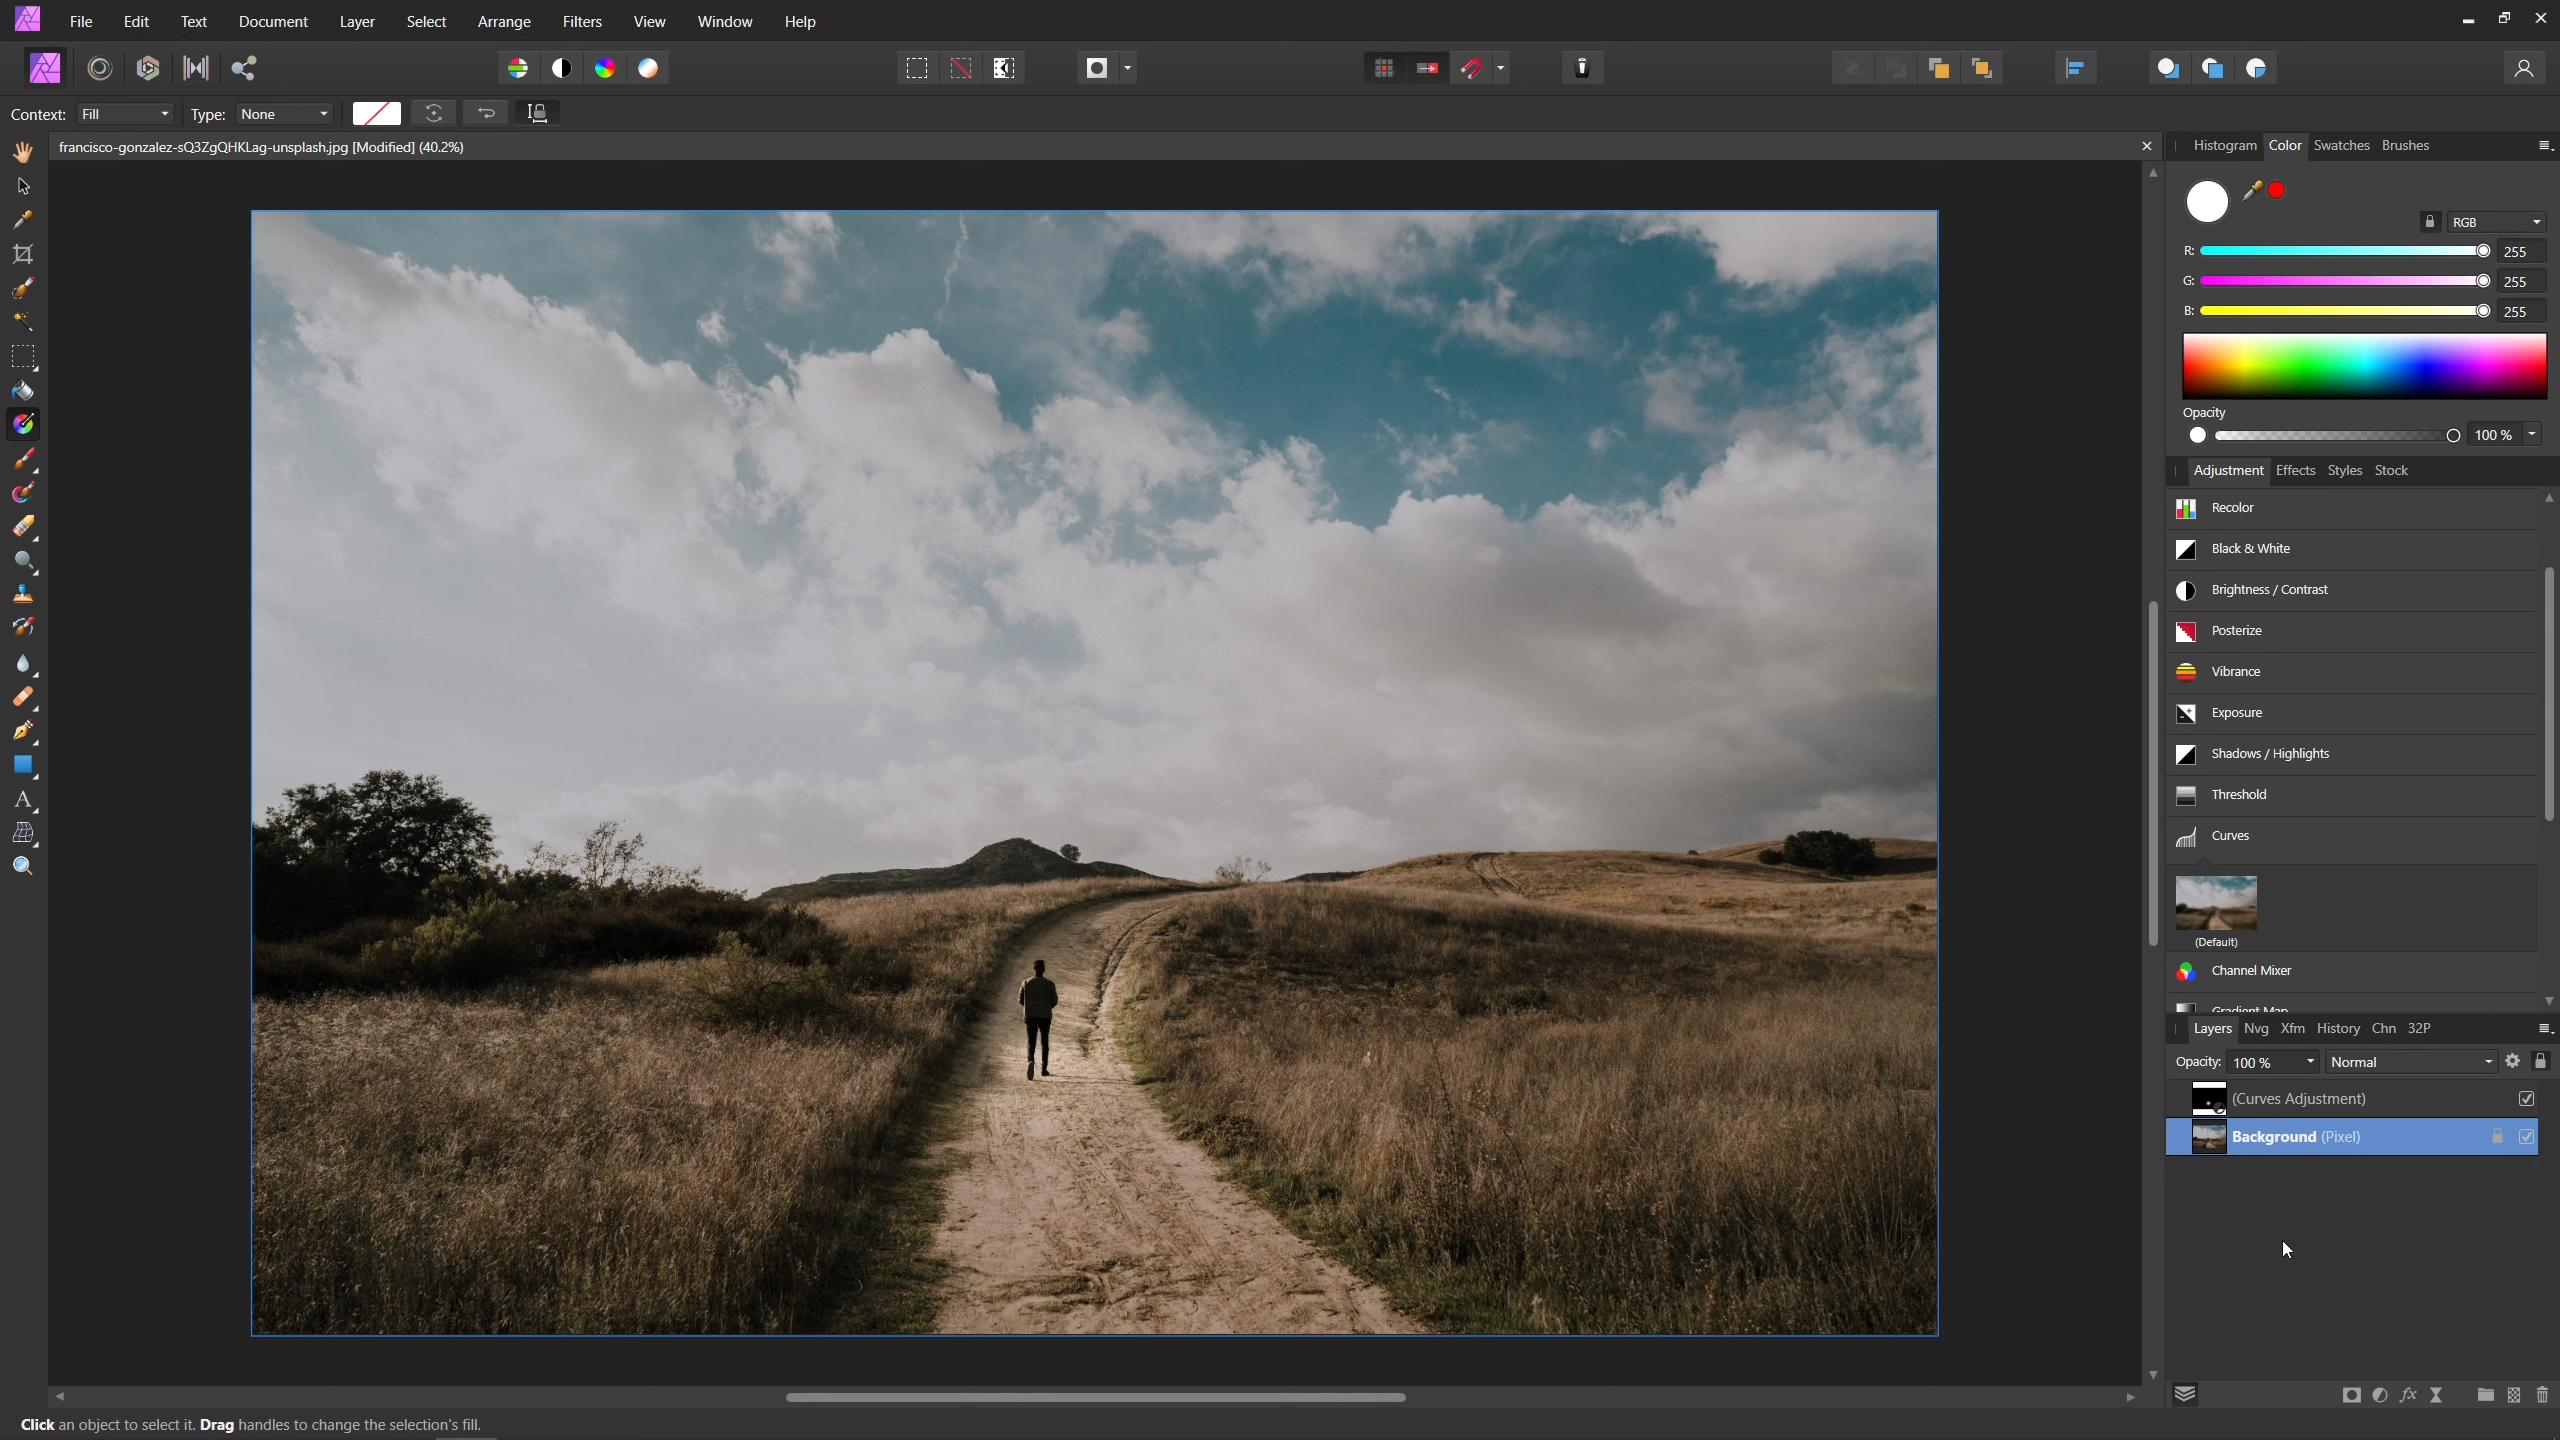 File Edit Text Document Layer Select Arrange Filters View Window Help
Context: Fill Type: None
francisco-gonzalez-sQ3ZgQHKLag-unsplash.jpg [Modified] (40.2%)
Histogram Color Swatches Brushes
RGB
R: 255
G: 255
B: 255
Opacity
100 %
Adjustment Effects Styles Stock
Recolor
Black & White
Brightness / Contrast
Posterize
Vibrance
Exposure
Shadows / Highlights
Threshold
Curves
(Default)
Channel Mixer
Gradient Map
Layers Nvg Xfm History Chn 32P
Opacity: 100 % Normal
(Curves Adjustment)
Background (Pixel)
Click an object to select it. Drag handles to change the selection's fill.